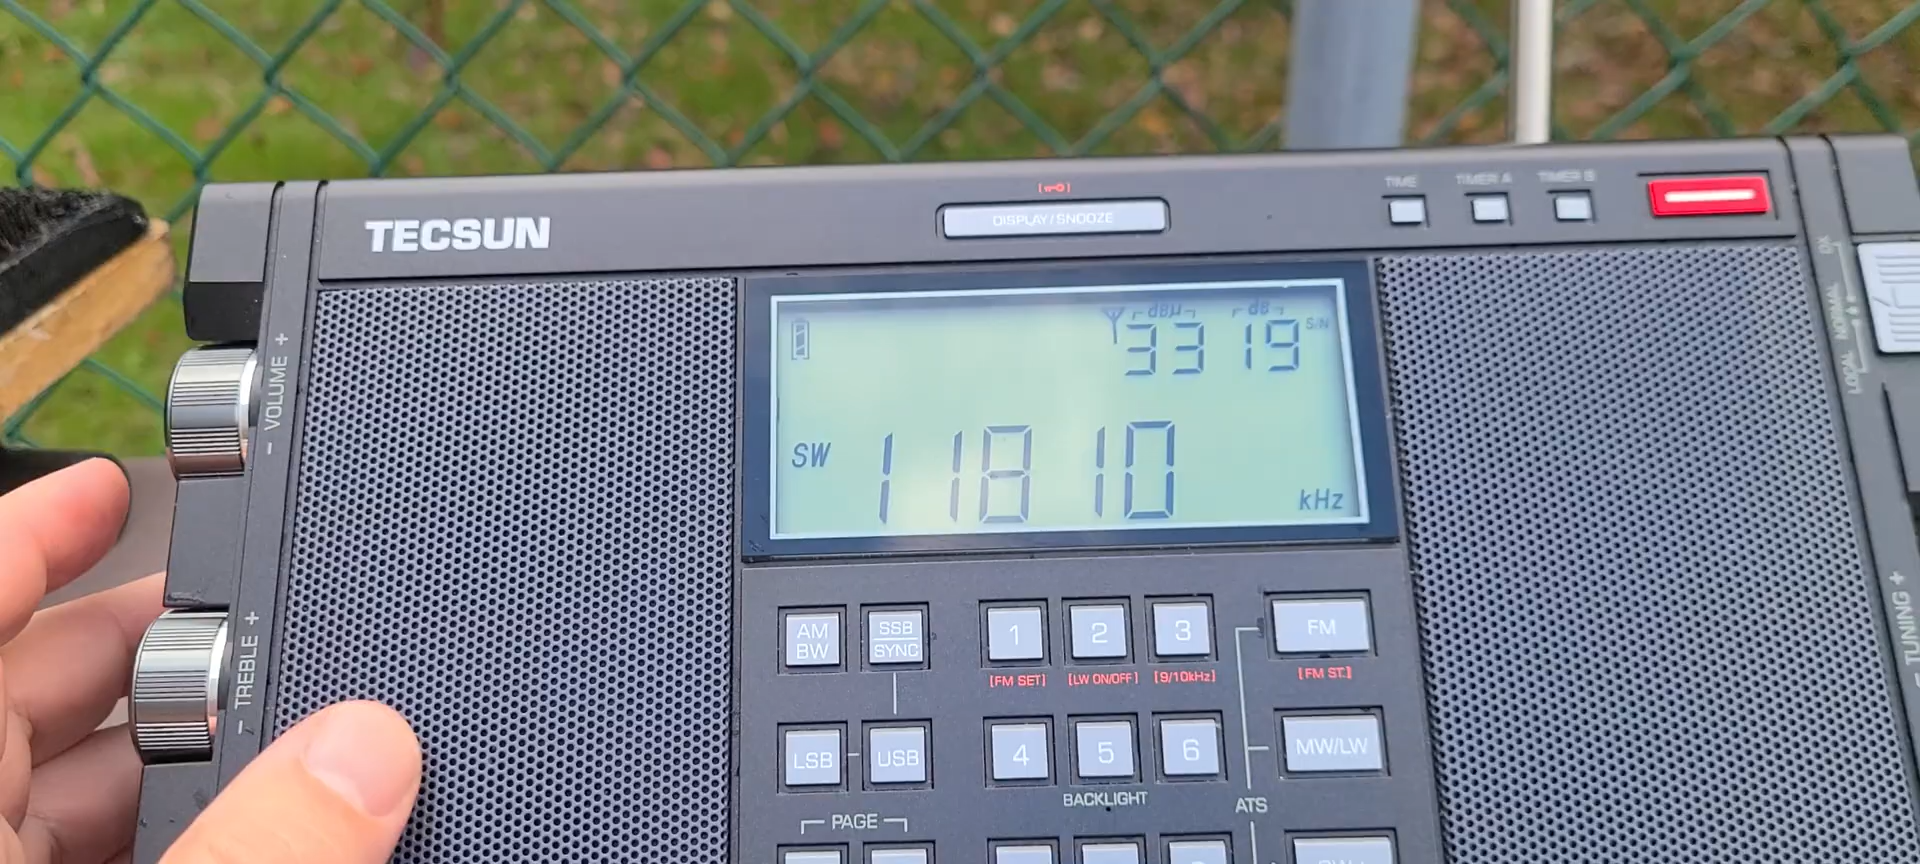 [⚷]
TIME TIMER A TIMER B
TECSUN
DISPLAY/SNOOZE
DX
NORMAL
LOCAL
dBµ dB
33 19 S/N
SW 11810 kHz
- VOLUME +
- TREBLE +
TUNING +
AM BW
SSB SYNC
1 2 3 FM
[FM SET] [LW ON/OFF] [9/10kHz] [FM ST.]
LSB USB
4 5 6 MW/LW
BACKLIGHT
ATS
PAGE